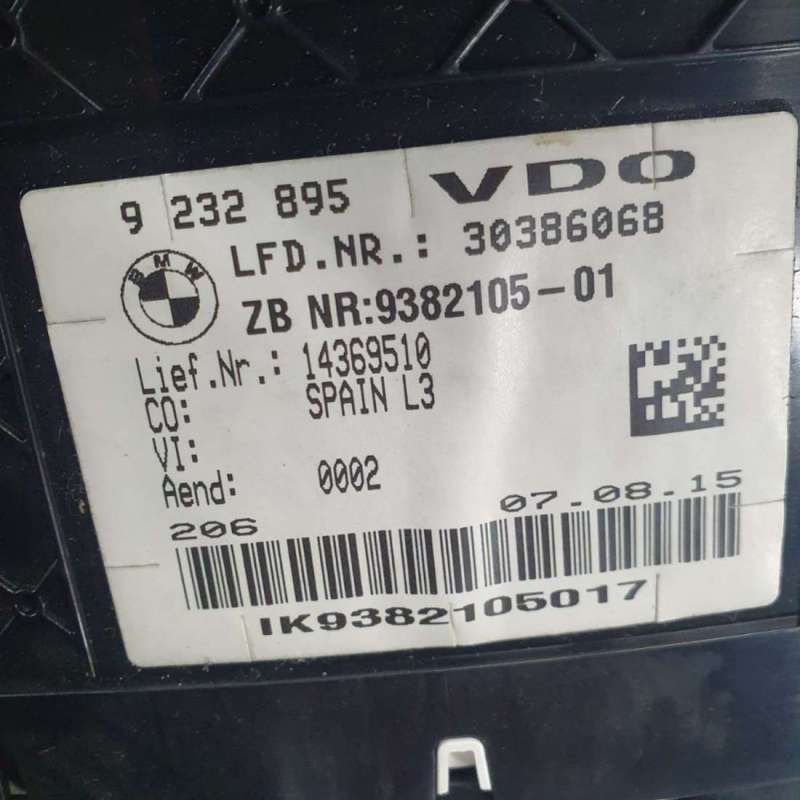 9 232 895 VDO
BMW
LFD.NR.: 30386068
ZB NR:9382105-01
Lief.Nr.: 14369510
CO: SPAIN L3
VI:
Aend: 0002
206 07.08.15
IK9382105017